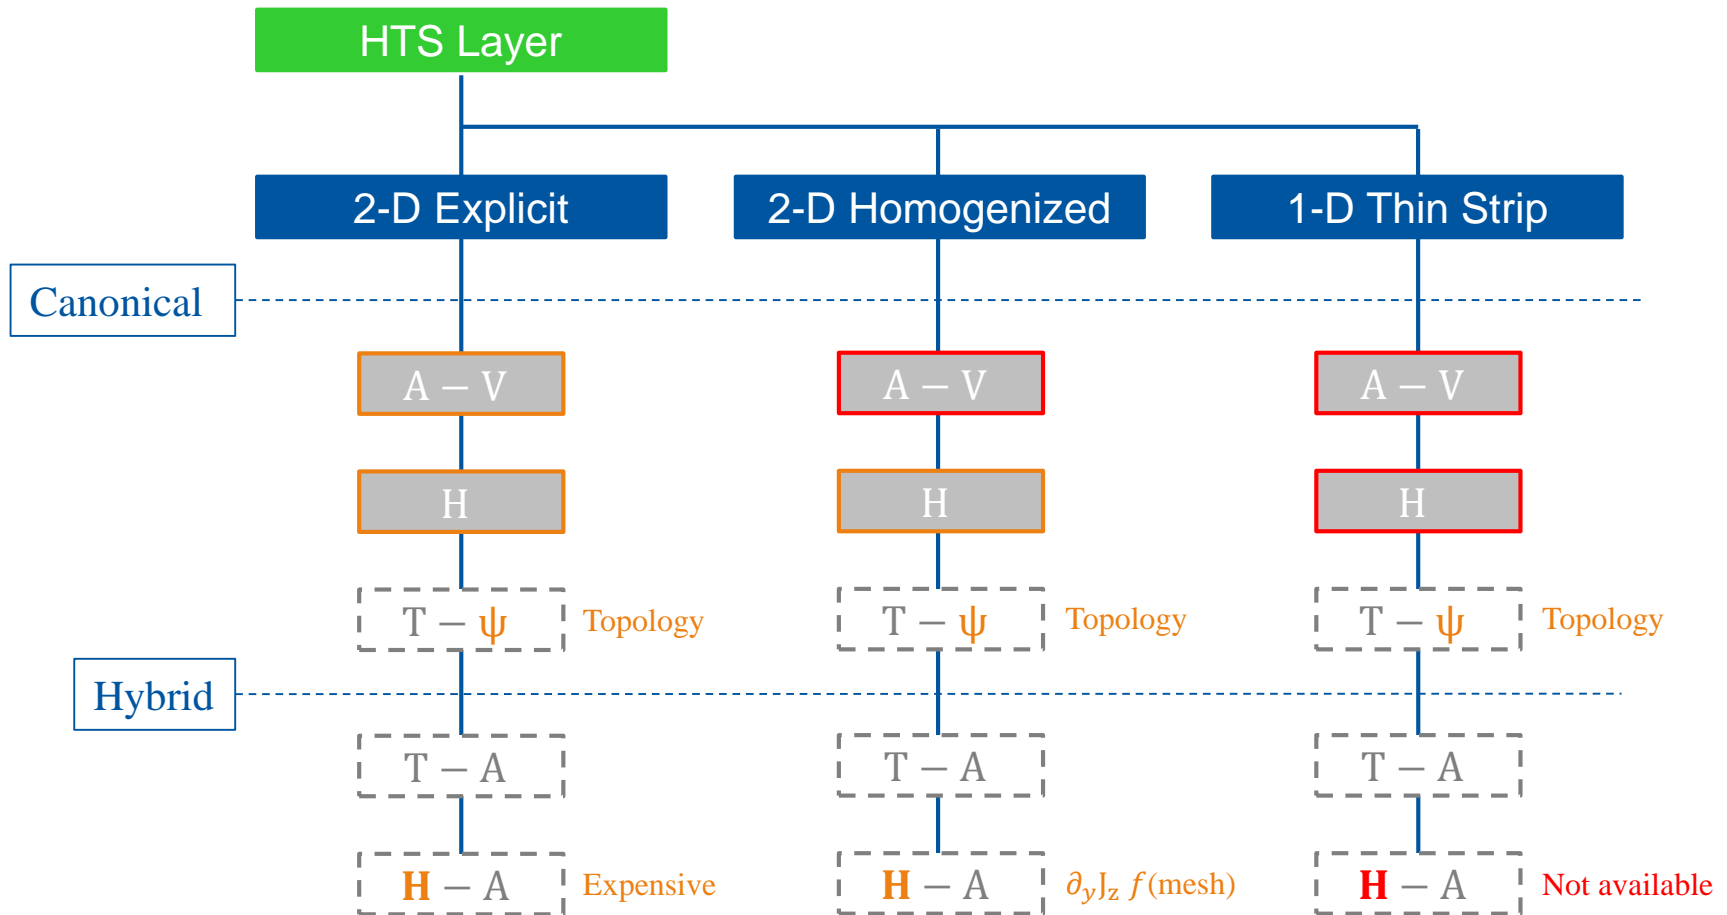 HTS Layer
2-D Explicit
2-D Homogenized
1-D Thin Strip
Canonical
A – V
A – V
A – V
H
H
H
T – ψ
Topology
T – ψ
Topology
T – ψ
Topology
Hybrid
T – A
T – A
T – A
H – A
Expensive
H – A
∂yJz f(mesh)
H – A
Not available